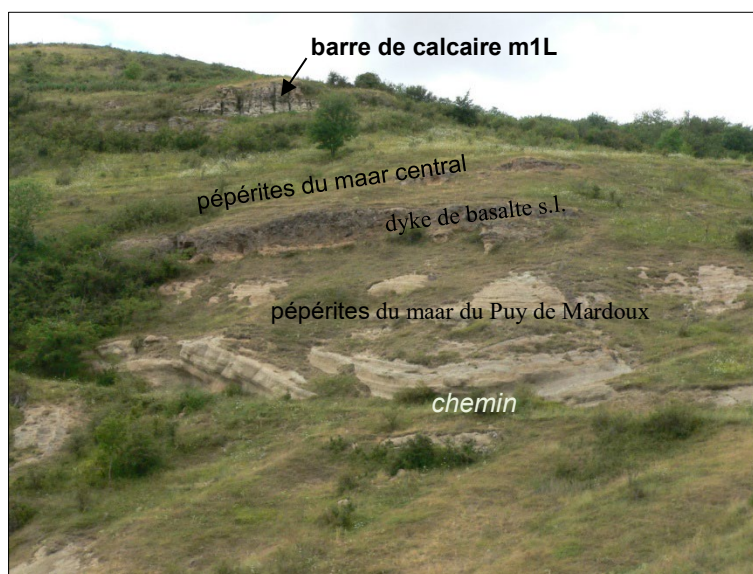 barre de calcaire m1L
pépérites du maar central
dyke de basalte s.l.
pépérites du maar du Puy de Mardoux
chemin